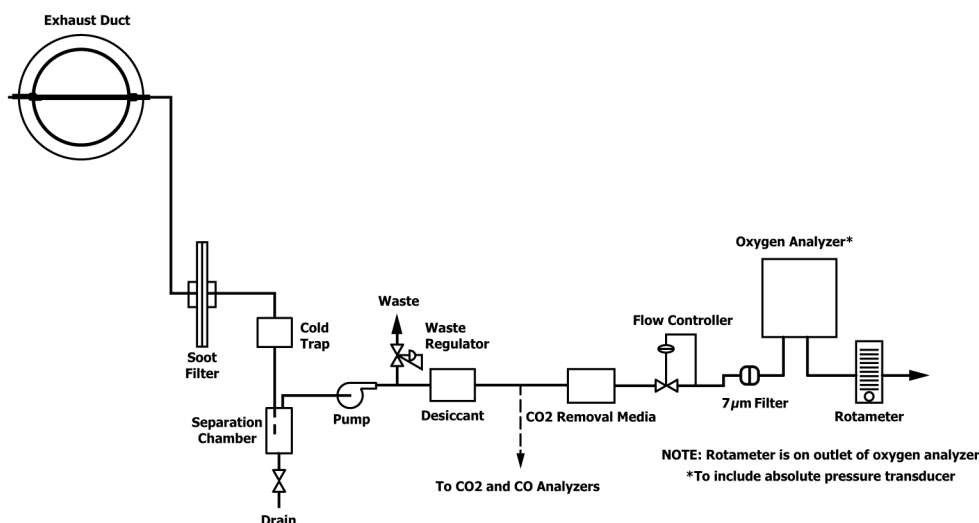 Exhaust Duct
Oxygen Analyzer*
Waste
Waste
Regulator
Flow Controller
Cold
Trap
Soot
Filter
Separation
Chamber
Pump
Desiccant
CO2 Removal Media
7µm Filter
Rotameter
To CO2 and CO Analyzers
NOTE: Rotameter is on outlet of oxygen analyzer
*To include absolute pressure transducer
Drain